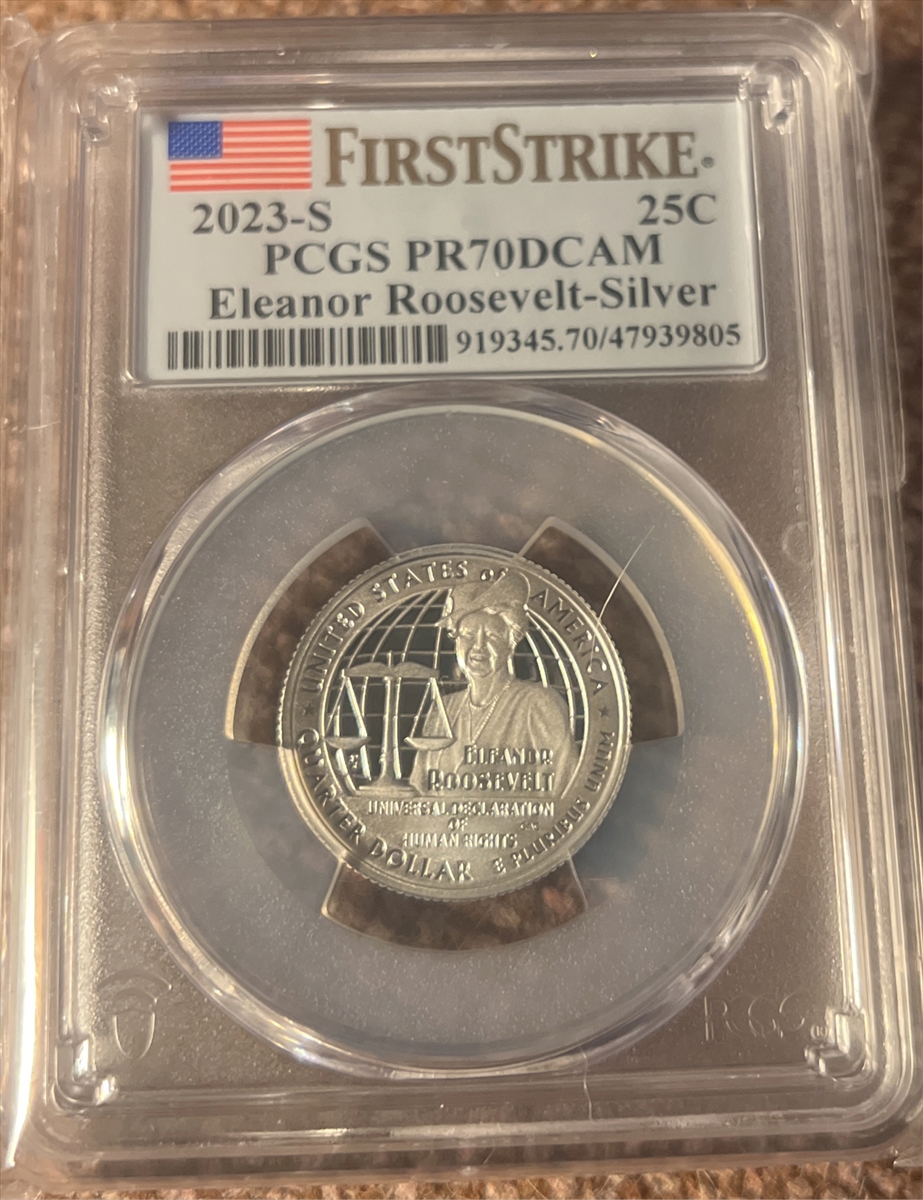 FIRSTSTRIKE®
2023-S 25C
PCGS PR70DCAM
Eleanor Roosevelt-Silver
919345.70/47939805
UNITED STATES of AMERICA
ELEANOR
ROOSEVELT
UNIVERSAL DECLARATION
OF
HUMAN RIGHTS
QUARTER DOLLAR
E PLURIBUS UNUM
PCGS